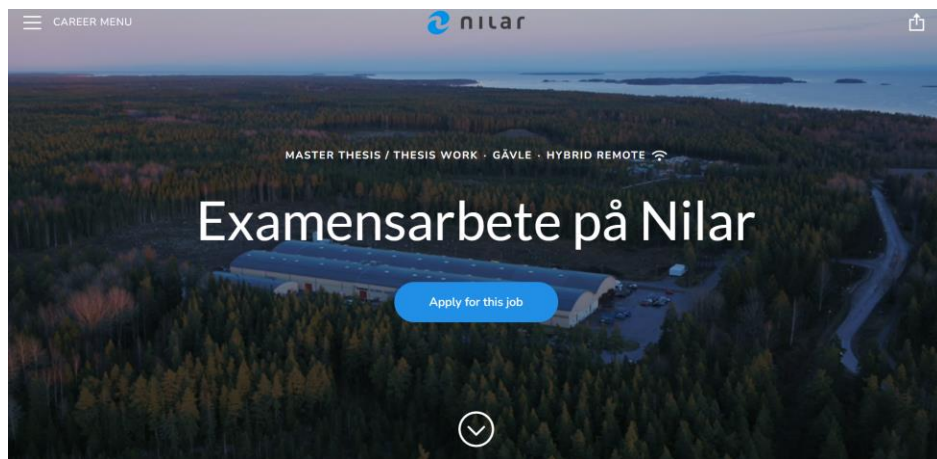 CAREER MENU
nilar
MASTER THESIS / THESIS WORK · GÄVLE · HYBRID REMOTE
Examensarbete på Nilar
Apply for this job